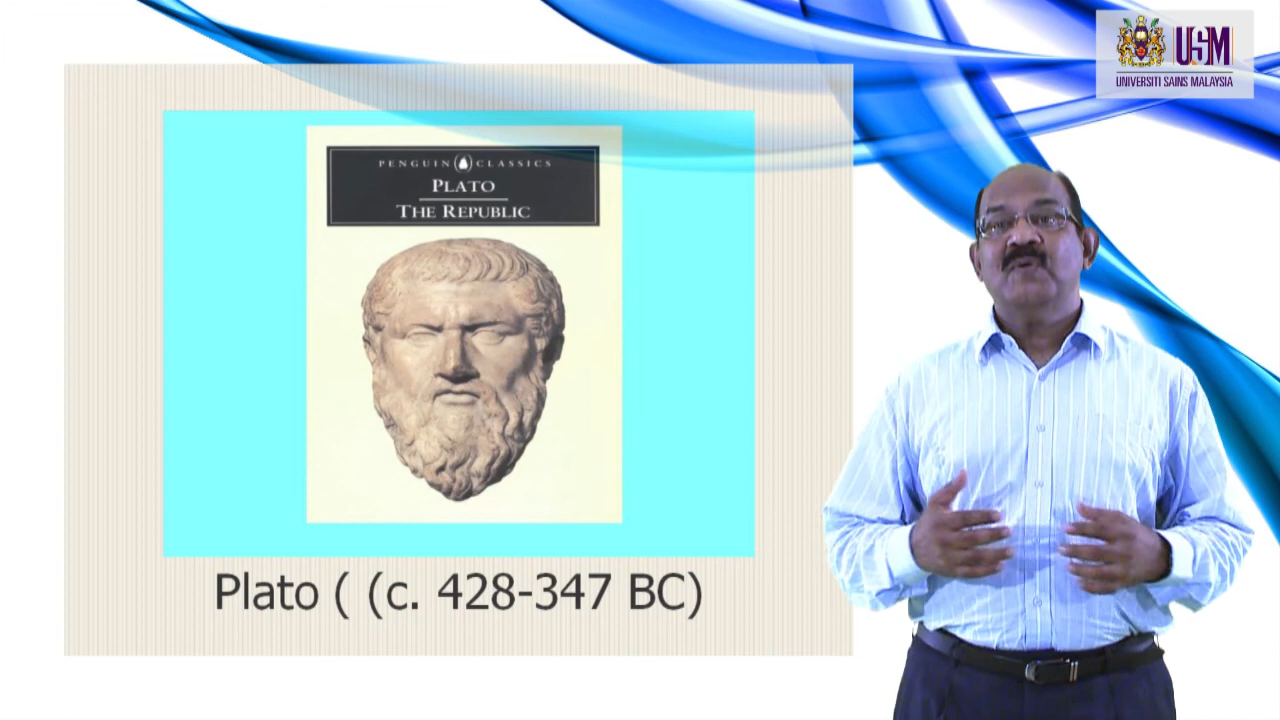 PENGUIN CLASSICS
PLATO
THE REPUBLIC
Plato ( (c. 428-347 BC)
USM
UNIVERSITI SAINS MALAYSIA